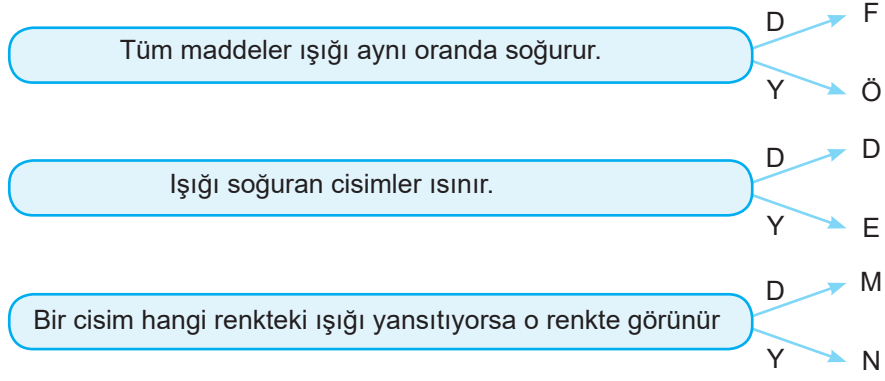 D F
Tüm maddeler ışığı aynı oranda soğurur.
Y Ö
D D
Işığı soğuran cisimler ısınır.
Y E
D M
Bir cisim hangi renkteki ışığı yansıtıyorsa o renkte görünür
Y N